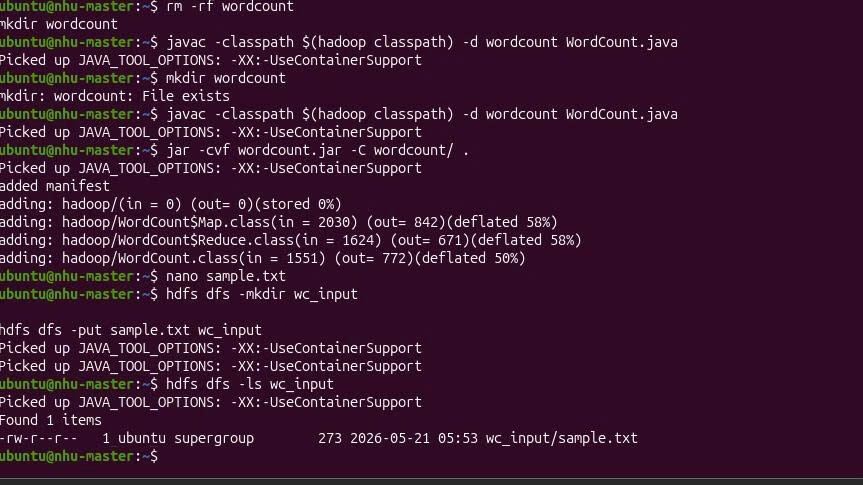 ubuntu@nhu-master:~$ rm -rf wordcount
mkdir wordcount
ubuntu@nhu-master:~$ javac -classpath $(hadoop classpath) -d wordcount WordCount.java
Picked up JAVA_TOOL_OPTIONS: -XX:-UseContainerSupport
ubuntu@nhu-master:~$ mkdir wordcount
mkdir: wordcount: File exists
ubuntu@nhu-master:~$ javac -classpath $(hadoop classpath) -d wordcount WordCount.java
Picked up JAVA_TOOL_OPTIONS: -XX:-UseContainerSupport
ubuntu@nhu-master:~$ jar -cvf wordcount.jar -C wordcount/ .
Picked up JAVA_TOOL_OPTIONS: -XX:-UseContainerSupport
added manifest
adding: hadoop/(in = 0) (out= 0)(stored 0%)
adding: hadoop/WordCount$Map.class(in = 2030) (out= 842)(deflated 58%)
adding: hadoop/WordCount$Reduce.class(in = 1624) (out= 671)(deflated 58%)
adding: hadoop/WordCount.class(in = 1551) (out= 772)(deflated 50%)
ubuntu@nhu-master:~$ nano sample.txt
ubuntu@nhu-master:~$ hdfs dfs -mkdir wc_input
hdfs dfs -put sample.txt wc_input
Picked up JAVA_TOOL_OPTIONS: -XX:-UseContainerSupport
Picked up JAVA_TOOL_OPTIONS: -XX:-UseContainerSupport
ubuntu@nhu-master:~$ hdfs dfs -ls wc_input
Picked up JAVA_TOOL_OPTIONS: -XX:-UseContainerSupport
Found 1 items
-rw-r--r--   1 ubuntu supergroup        273 2026-05-21 05:53 wc_input/sample.txt
ubuntu@nhu-master:~$